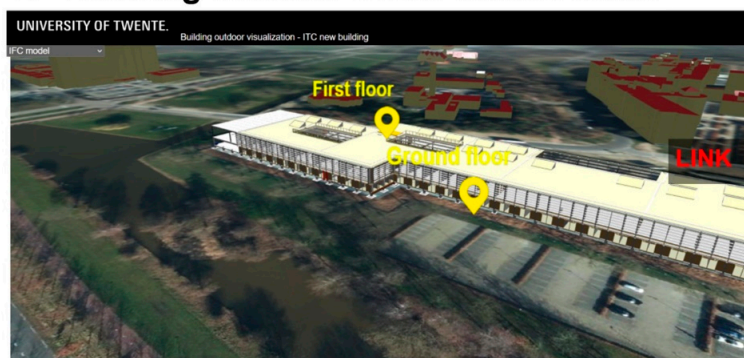 UNIVERSITY OF TWENTE.
Building outdoor visualization - ITC new building
IFC model
First floor
Ground floor
LINK